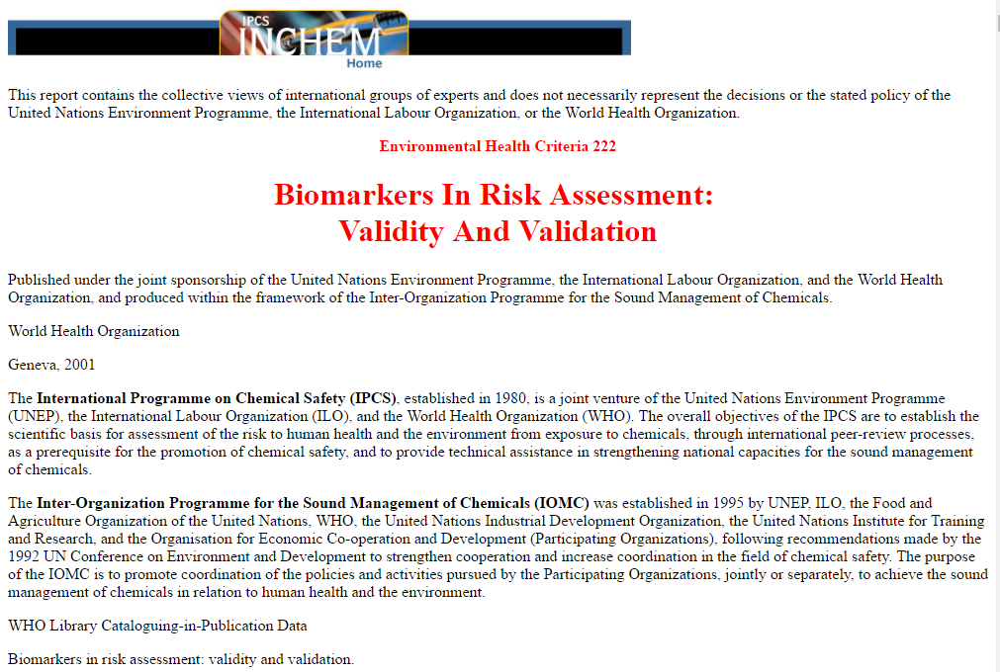 IPCS
INCHEM
Home
This report contains the collective views of international groups of experts and does not necessarily represent the decisions or the stated policy of the
United Nations Environment Programme, the International Labour Organization, or the World Health Organization.
Environmental Health Criteria 222
Biomarkers In Risk Assessment:
Validity And Validation
Published under the joint sponsorship of the United Nations Environment Programme, the International Labour Organization, and the World Health
Organization, and produced within the framework of the Inter-Organization Programme for the Sound Management of Chemicals.
World Health Organization
Geneva, 2001
The International Programme on Chemical Safety (IPCS), established in 1980, is a joint venture of the United Nations Environment Programme
(UNEP), the International Labour Organization (ILO), and the World Health Organization (WHO). The overall objectives of the IPCS are to establish the
scientific basis for assessment of the risk to human health and the environment from exposure to chemicals, through international peer-review processes,
as a prerequisite for the promotion of chemical safety, and to provide technical assistance in strengthening national capacities for the sound management
of chemicals.
The Inter-Organization Programme for the Sound Management of Chemicals (IOMC) was established in 1995 by UNEP, ILO, the Food and
Agriculture Organization of the United Nations, WHO, the United Nations Industrial Development Organization, the United Nations Institute for Training
and Research, and the Organisation for Economic Co-operation and Development (Participating Organizations), following recommendations made by the
1992 UN Conference on Environment and Development to strengthen cooperation and increase coordination in the field of chemical safety. The purpose
of the IOMC is to promote coordination of the policies and activities pursued by the Participating Organizations, jointly or separately, to achieve the sound
management of chemicals in relation to human health and the environment.
WHO Library Cataloguing-in-Publication Data
Biomarkers in risk assessment: validity and validation.